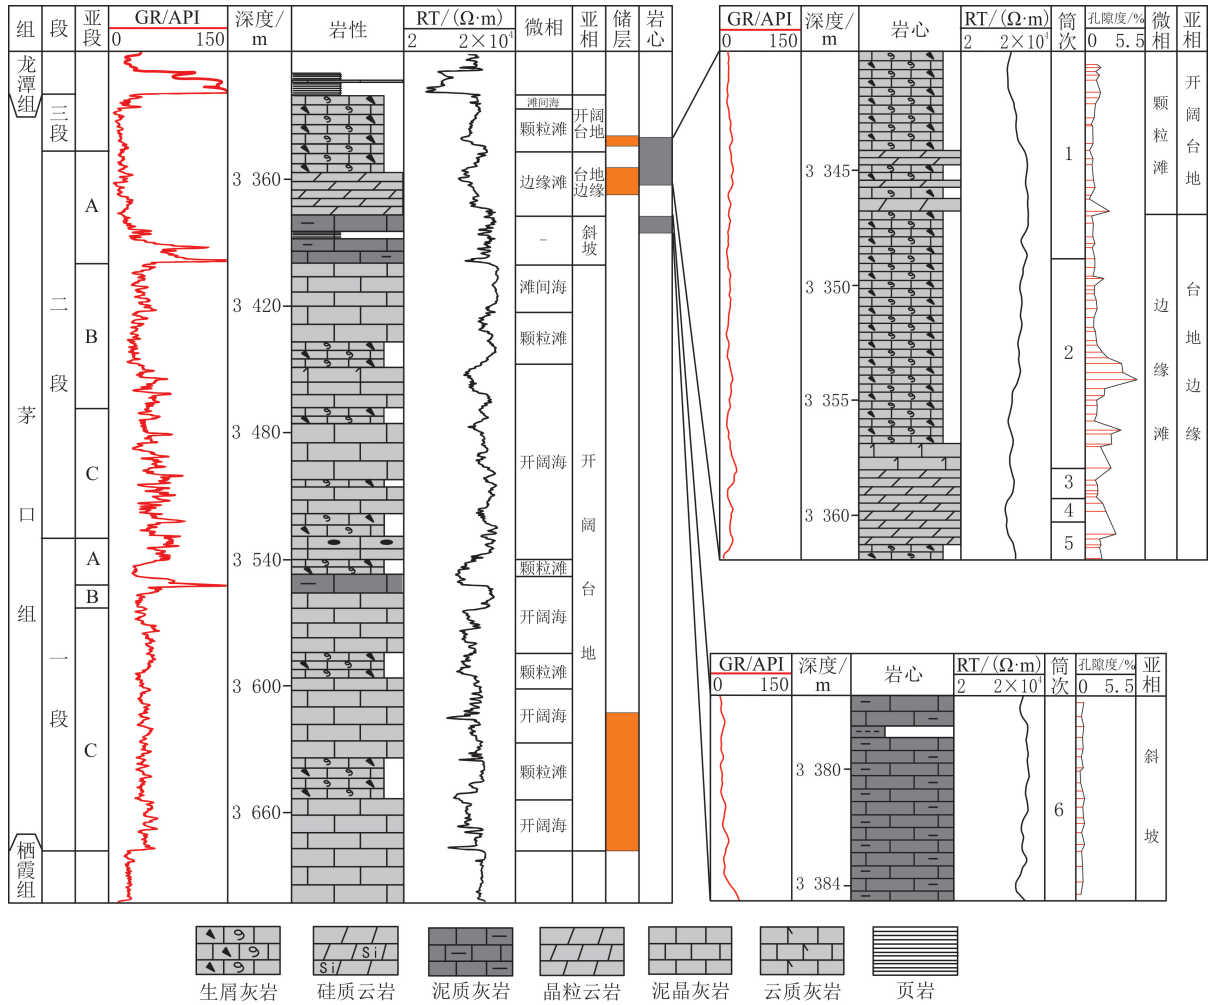 组 段 亚段 GR/API 0 150 深度/m 岩性 RT/(Ω·m) 2 2×10⁴ 微相 亚相 储层 岩心
龙潭组
茅口组
栖霞组
三段
二段
一段
A
B
C
A
B
C
3 360
3 420
3 480
3 540
3 600
3 660
滩间海
颗粒滩
边缘滩
–
滩间海
颗粒滩
开阔海
颗粒滩
开阔海
颗粒滩
开阔海
颗粒滩
开阔海
开阔台地
台地边缘
斜坡
开阔台地
GR/API 0 150 深度/m 岩心 RT/(Ω·m) 2 2×10⁴ 筒次 孔隙度/% 0 5.5 微相 亚相
3 345
3 350
3 355
3 360
1
2
3
4
5
颗粒滩
边缘滩
开阔台地
台地边缘
GR/API 0 150 深度/m 岩心 RT/(Ω·m) 2 2×10⁴ 筒次 孔隙度/% 0 5.5 亚相
3 380
3 384
6
斜坡
Si
Si
生屑灰岩 硅质云岩 泥质灰岩 晶粒云岩 泥晶灰岩 云质灰岩 页岩